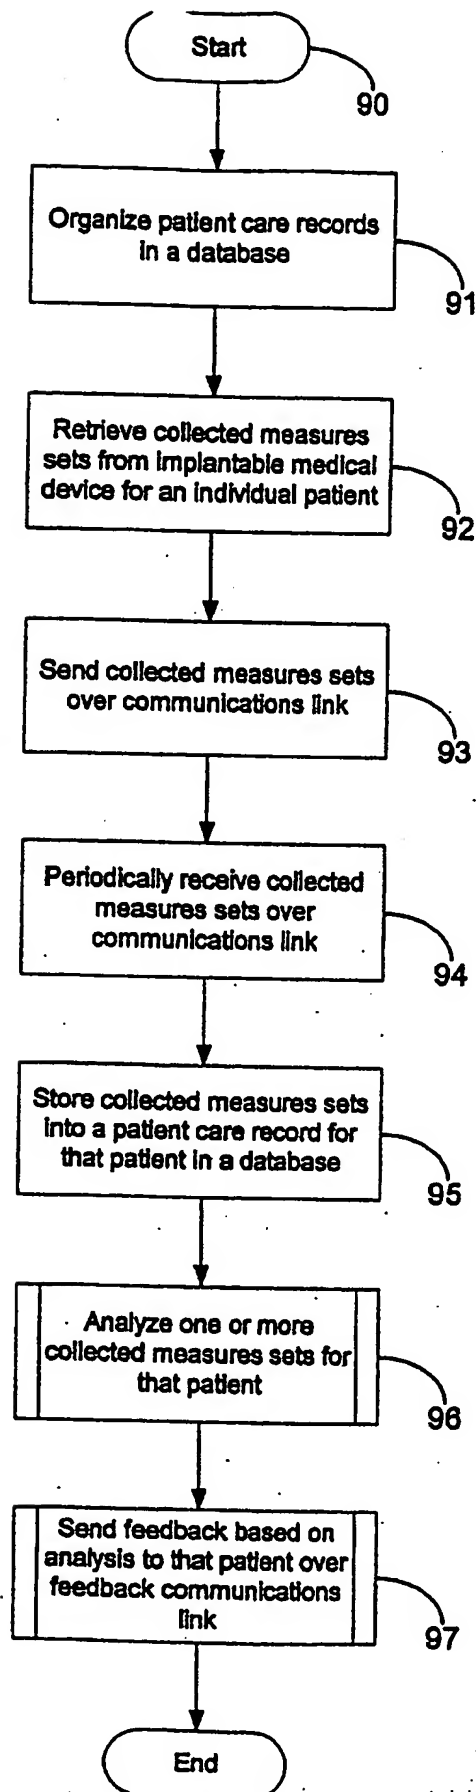 Start
90
Organize patient care records
in a database
91
Retrieve collected measures
sets from implantable medical
device for an individual patient
92
Send collected measures sets
over communications link
93
Periodically receive collected
measures sets over
communications link
94
Store collected measures sets
into a patient care record for
that patient in a database
95
Analyze one or more
collected measures sets for
that patient
96
Send feedback based on
analysis to that patient over
feedback communications
link
97
End